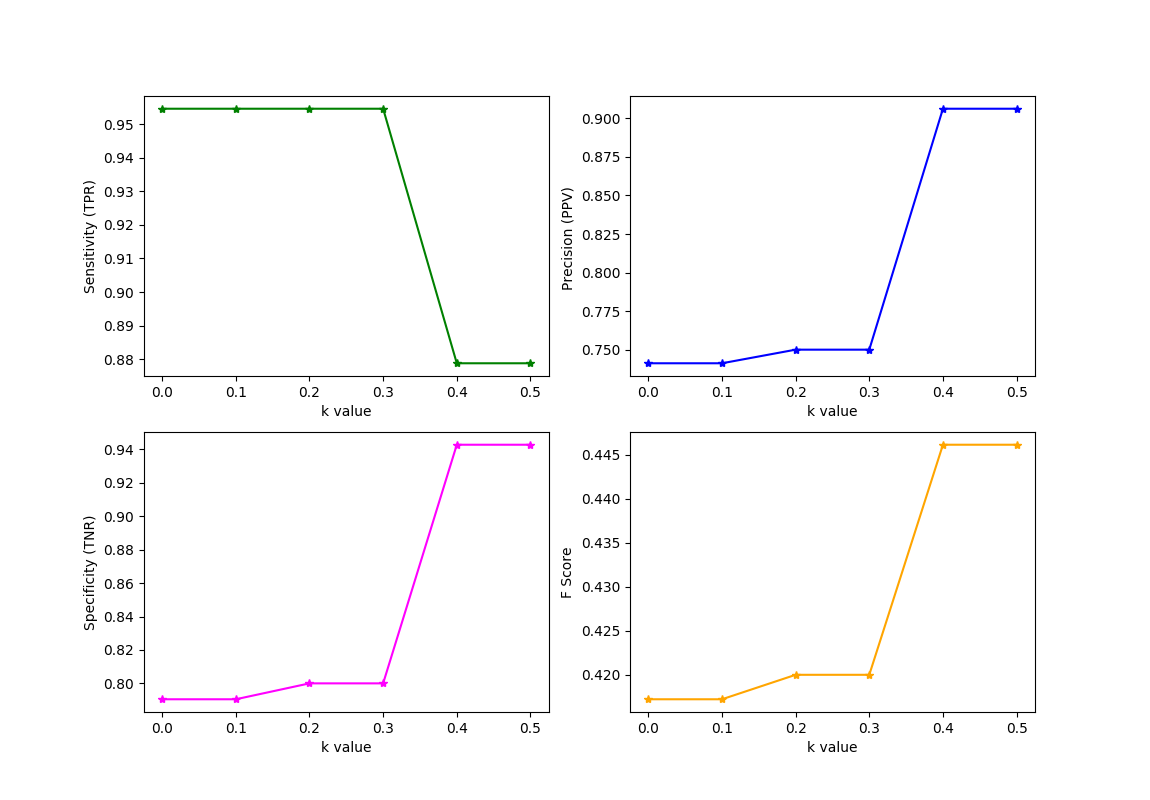 0.95
0.94
0.93
0.92
0.91
0.90
0.89
0.88
Sensitivity (TPR)
0.0 0.1 0.2 0.3 0.4 0.5
k value
0.900
0.875
0.850
0.825
0.800
0.775
0.750
Precision (PPV)
0.0 0.1 0.2 0.3 0.4 0.5
k value
0.94
0.92
0.90
0.88
0.86
0.84
0.82
0.80
Specificity (TNR)
0.0 0.1 0.2 0.3 0.4 0.5
k value
0.445
0.440
0.435
0.430
0.425
0.420
F Score
0.0 0.1 0.2 0.3 0.4 0.5
k value